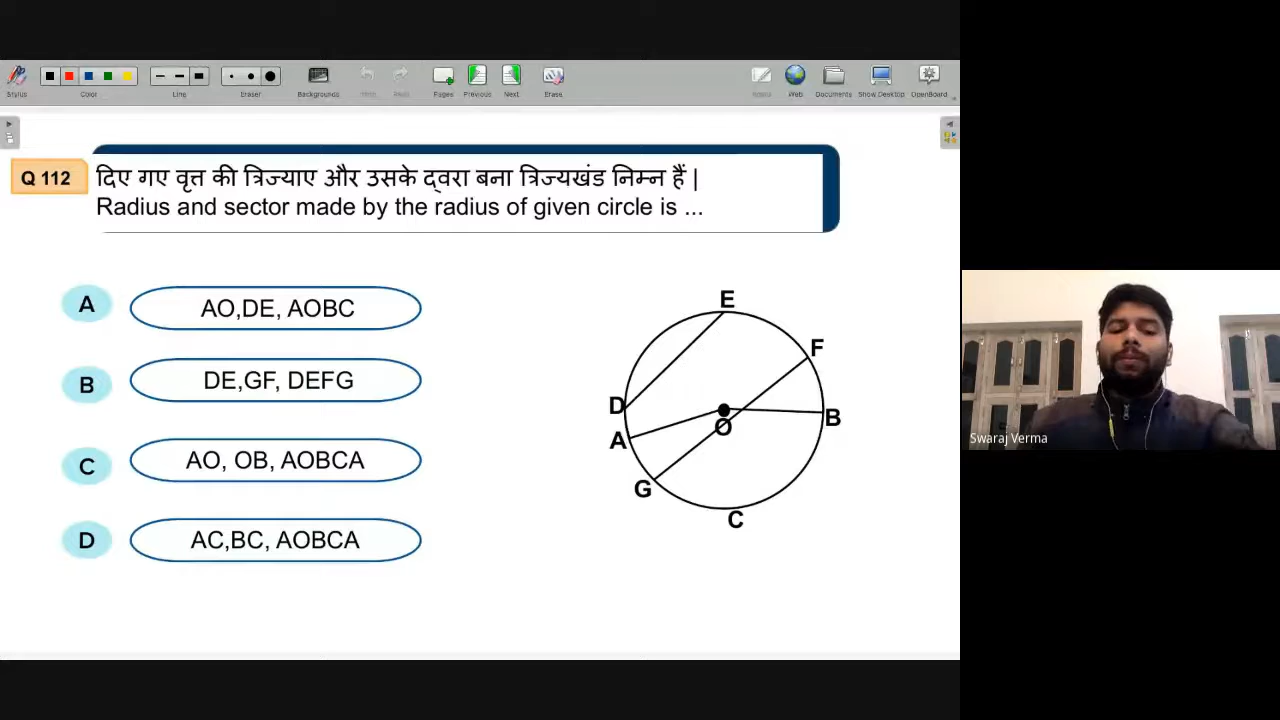 Stylus
Color
Line
Eraser
Backgrounds
Pages
Previous
Next
Erase
Web
Documents
Show Desktop
OpenBoard
Q 112
दिए गए वृत्त की त्रिज्याए और उसके द्वरा बना त्रिज्यखंड निम्न हैं |
Radius and sector made by the radius of given circle is ...
A
AO,DE, AOBC
B
DE,GF, DEFG
C
AO, OB, AOBCA
D
AC,BC, AOBCA
E
F
D
B
O
A
G
C
Swaraj Verma